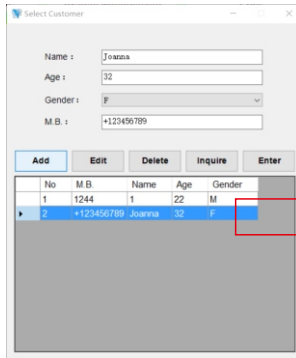 Select Customer
Name : Joanna
Age : 32
Gender : F
M.B. : +123456789
Add Edit Delete Inquire Enter
No M.B. Name Age Gender
1 1244 1 22 M
2 +123456789 Joanna 32 F